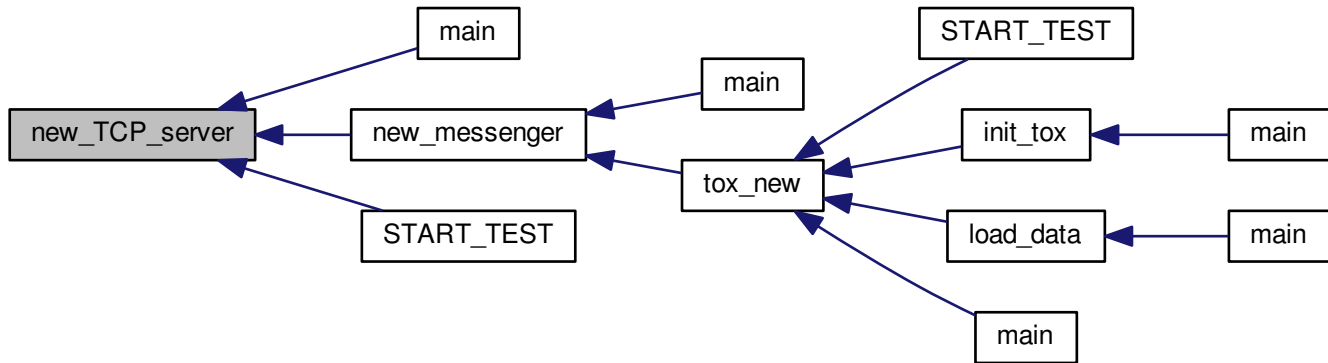 main
START_TEST
main
new_TCP_server
new_messenger
init_tox
main
tox_new
START_TEST
load_data
main
main